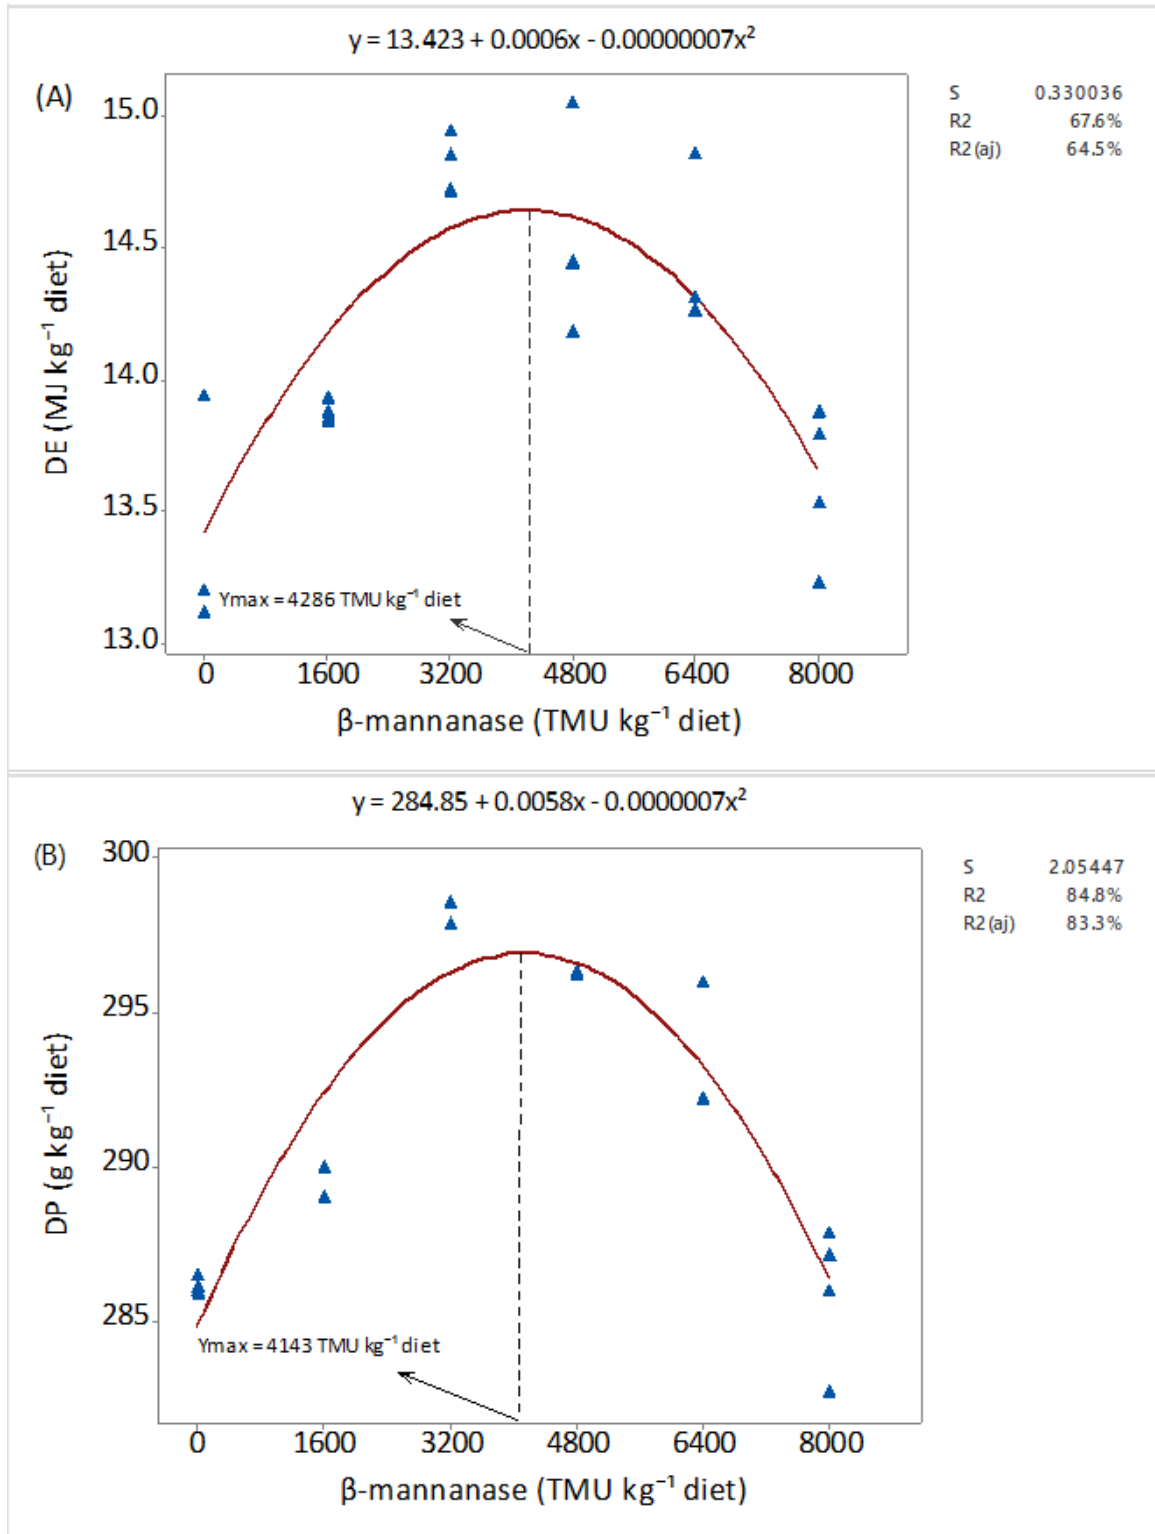 y = 13.423 + 0.0006x - 0.00000007x²
(A)
S 0.330036
R2 67.6%
R2(aj) 64.5%
15.0
14.5
14.0
13.5
13.0
DE (MJ kg⁻¹ diet)
Ymax = 4286 TMU kg⁻¹ diet
0 1600 3200 4800 6400 8000
β-mannanase (TMU kg⁻¹ diet)
y = 284.85 + 0.0058x - 0.0000007x²
(B)
S 2.05447
R2 84.8%
R2(aj) 83.3%
300
295
290
285
DP (g kg⁻¹ diet)
Ymax = 4143 TMU kg⁻¹ diet
0 1600 3200 4800 6400 8000
β-mannanase (TMU kg⁻¹ diet)